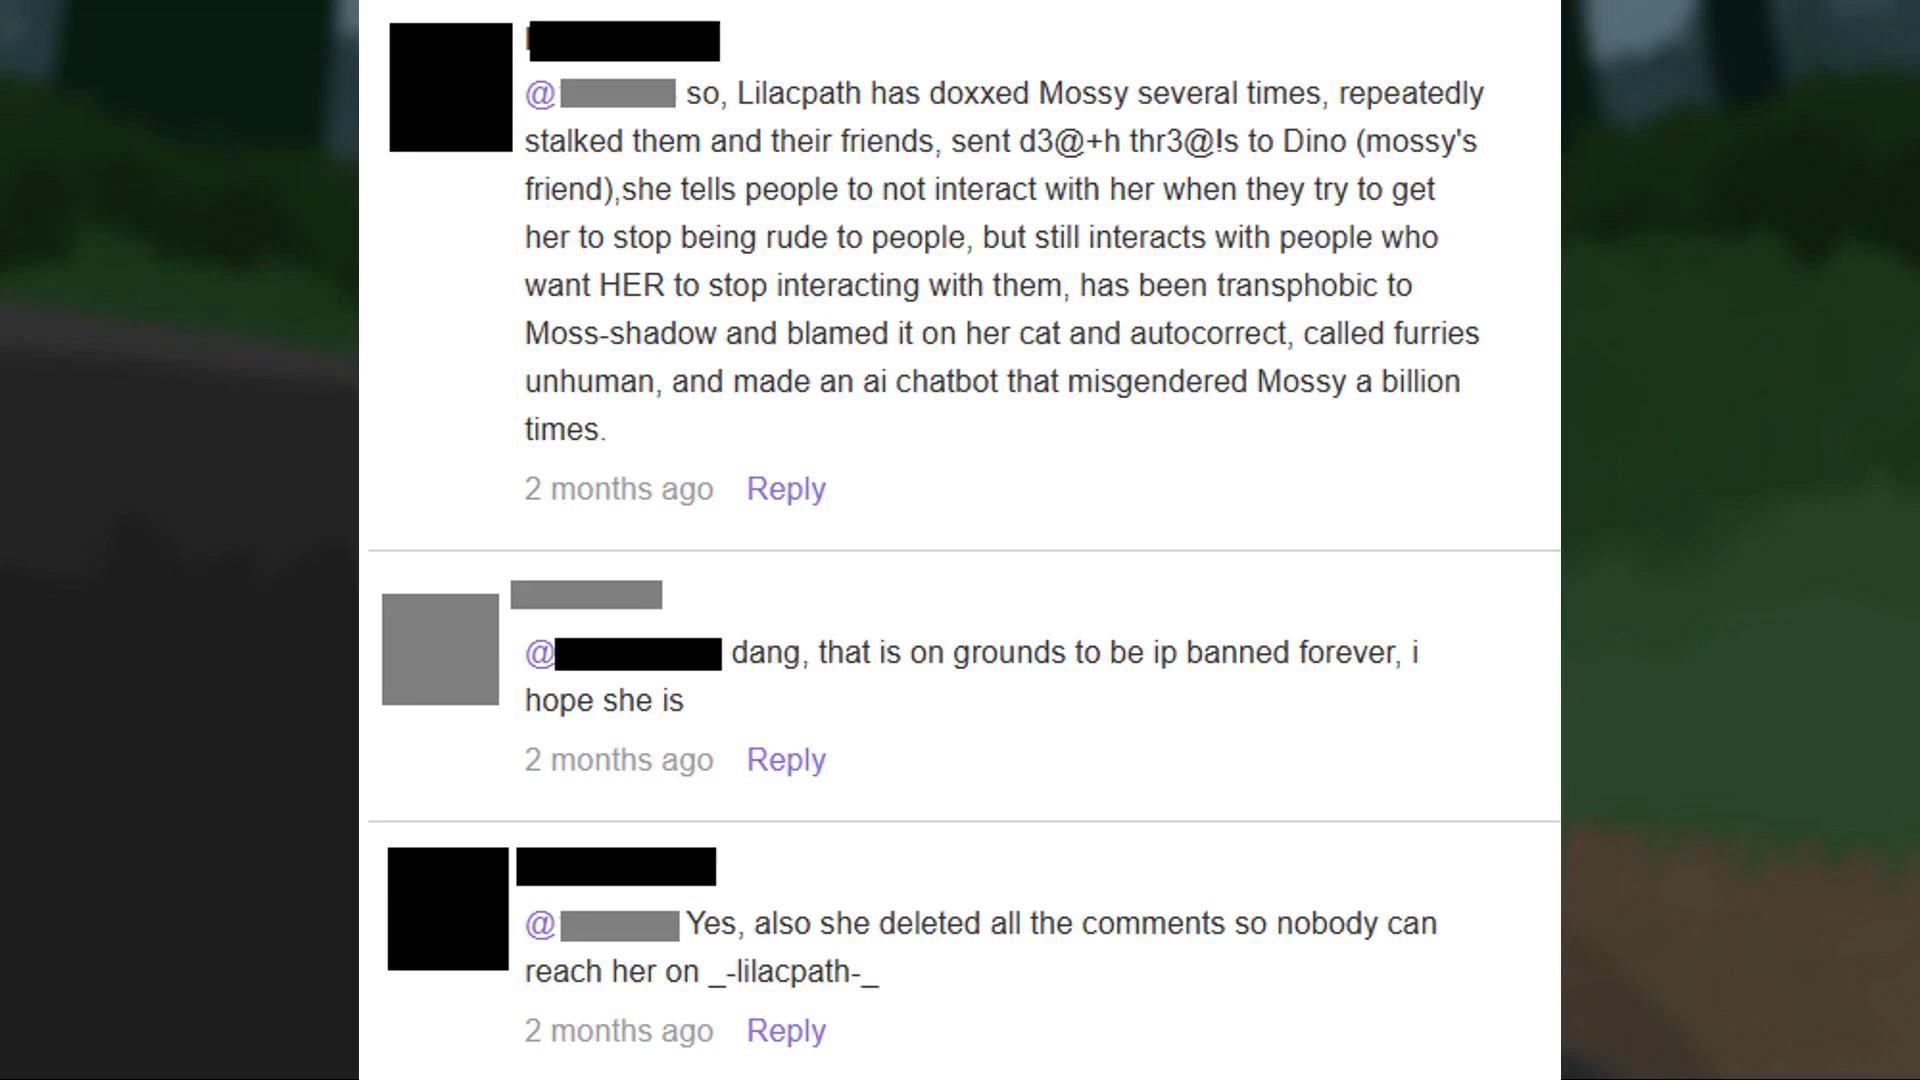 @ so, Lilacpath has doxxed Mossy several times, repeatedly
stalked them and their friends, sent d3@+h thr3@!s to Dino (mossy's
friend),she tells people to not interact with her when they try to get
her to stop being rude to people, but still interacts with people who
want HER to stop interacting with them, has been transphobic to
Moss-shadow and blamed it on her cat and autocorrect, called furries
unhuman, and made an ai chatbot that misgendered Mossy a billion
times.
2 months ago Reply
@ dang, that is on grounds to be ip banned forever, i
hope she is
2 months ago Reply
@ Yes, also she deleted all the comments so nobody can
reach her on _-lilacpath-_
2 months ago Reply